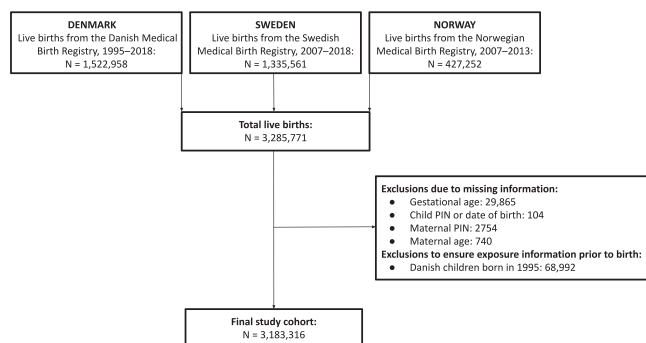 DENMARK
Live births from the Danish Medical
Birth Registry, 1995–2018:
N = 1,522,958
SWEDEN
Live births from the Swedish
Medical Birth Registry, 2007–2018:
N = 1,335,561
NORWAY
Live births from the Norwegian
Medical Birth Registry, 2007–2013:
N = 427,252
Total live births:
N = 3,285,771
Exclusions due to missing information:
● Gestational age: 29,865
● Child PIN or date of birth: 104
● Maternal PIN: 2754
● Maternal age: 740
Exclusions to ensure exposure information prior to birth:
● Danish children born in 1995: 68,992
Final study cohort:
N = 3,183,316